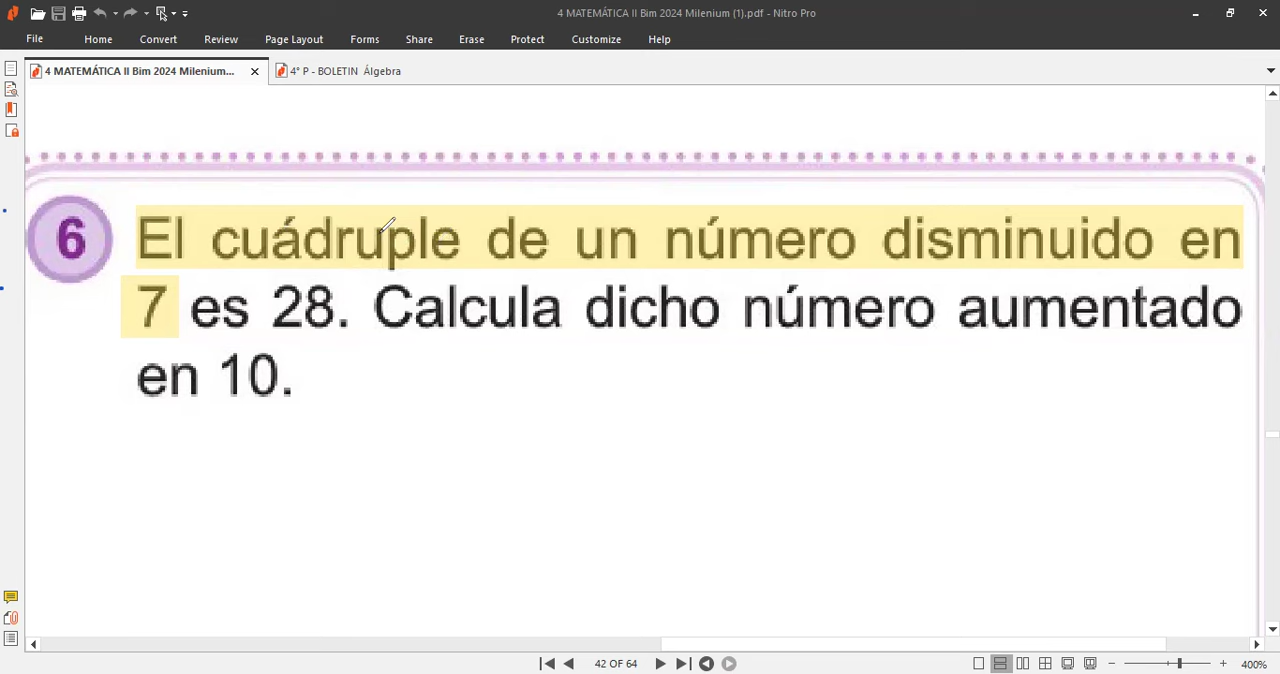 4 MATEMÁTICA II Bim 2024 Milenium (1).pdf - Nitro Pro
File Home Convert Review Page Layout Forms Share Erase Protect Customize Help
4 MATEMÁTICA II Bim 2024 Milenium... 4° P - BOLETIN Álgebra
6 El cuádruple de un número disminuido en
7 es 28. Calcula dicho número aumentado
en 10.
42 OF 64 400%